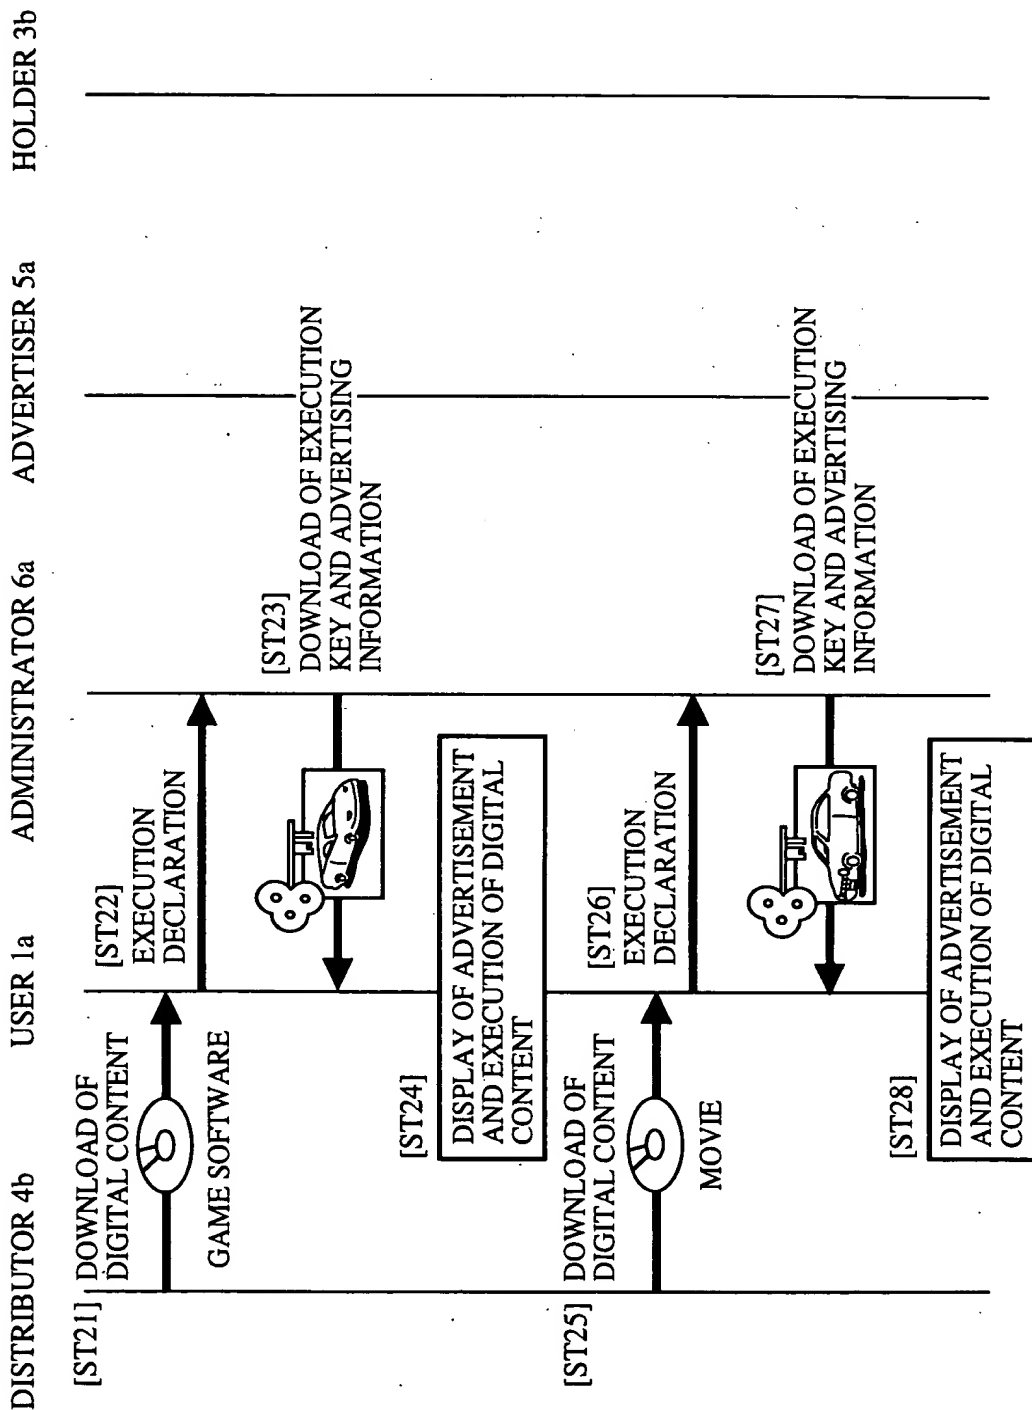 DISTRIBUTOR 4b
USER 1a
ADMINISTRATOR 6a
ADVERTISER 5a
HOLDER 3b
[ST21]
DOWNLOAD OF
DIGITAL CONTENT
GAME SOFTWARE
[ST22]
EXECUTION
DECLARATION
[ST23]
DOWNLOAD OF EXECUTION
KEY AND ADVERTISING
INFORMATION
[ST24]
DISPLAY OF ADVERTISEMENT
AND EXECUTION OF DIGITAL
CONTENT
[ST25]
DOWNLOAD OF
DIGITAL CONTENT
MOVIE
[ST26]
EXECUTION
DECLARATION
[ST27]
DOWNLOAD OF EXECUTION
KEY AND ADVERTISING
INFORMATION
[ST28]
DISPLAY OF ADVERTISEMENT
AND EXECUTION OF DIGITAL
CONTENT